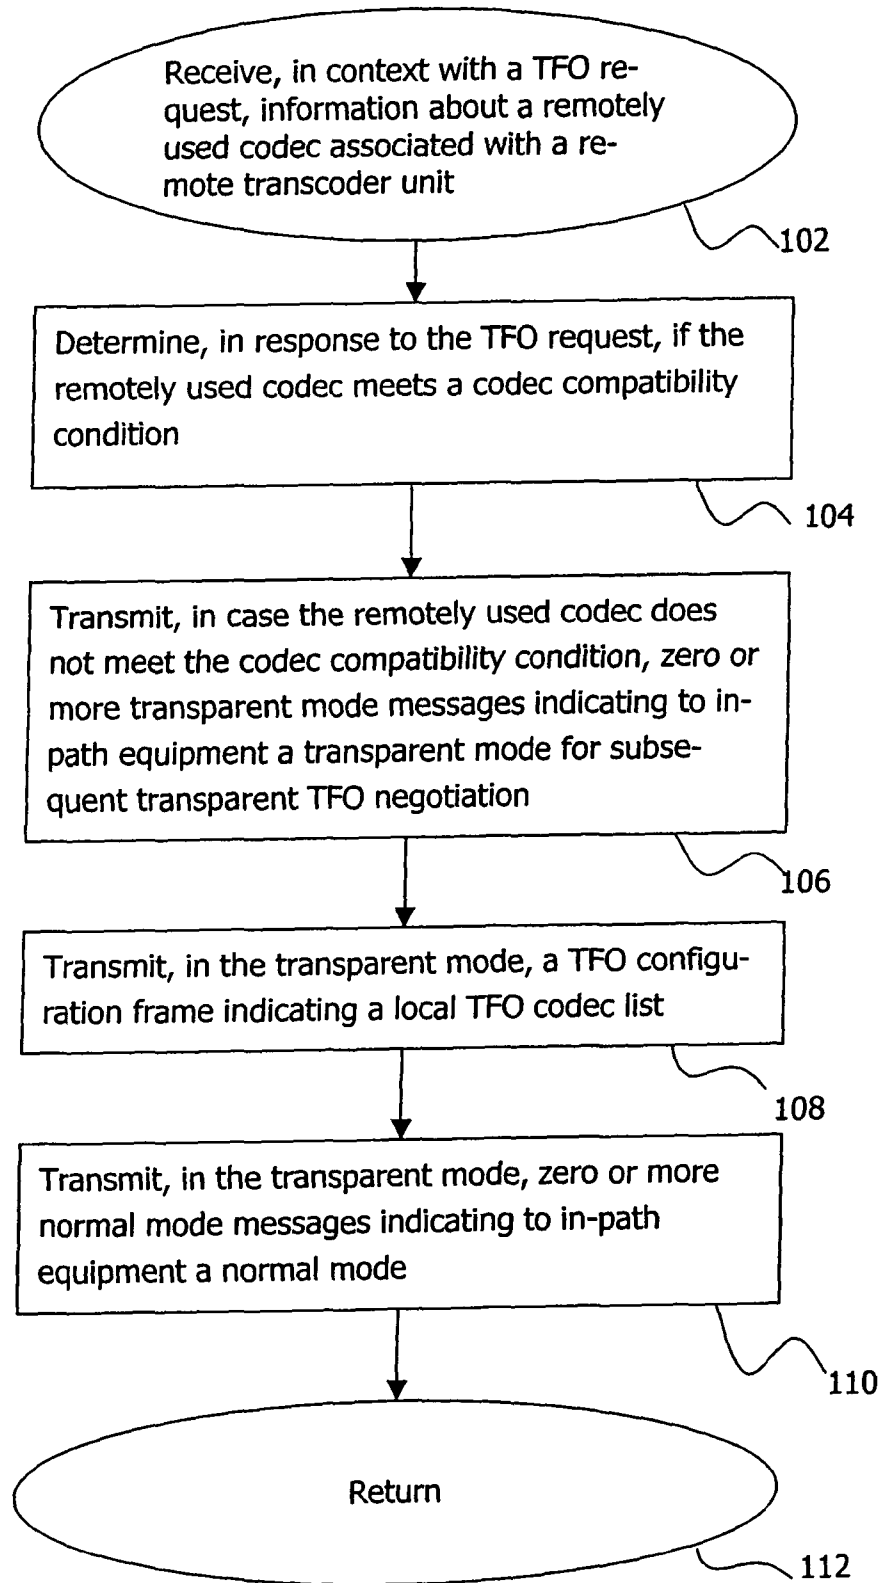 Receive, in context with a TFO re-
quest, information about a remotely
used codec associated with a re-
mote transcoder unit
102
Determine, in response to the TFO request, if the
remotely used codec meets a codec compatibility
condition
104
Transmit, in case the remotely used codec does
not meet the codec compatibility condition, zero or
more transparent mode messages indicating to in-
path equipment a transparent mode for subse-
quent transparent TFO negotiation
106
Transmit, in the transparent mode, a TFO configu-
ration frame indicating a local TFO codec list
108
Transmit, in the transparent mode, zero or more
normal mode messages indicating to in-path
equipment a normal mode
110
Return
112